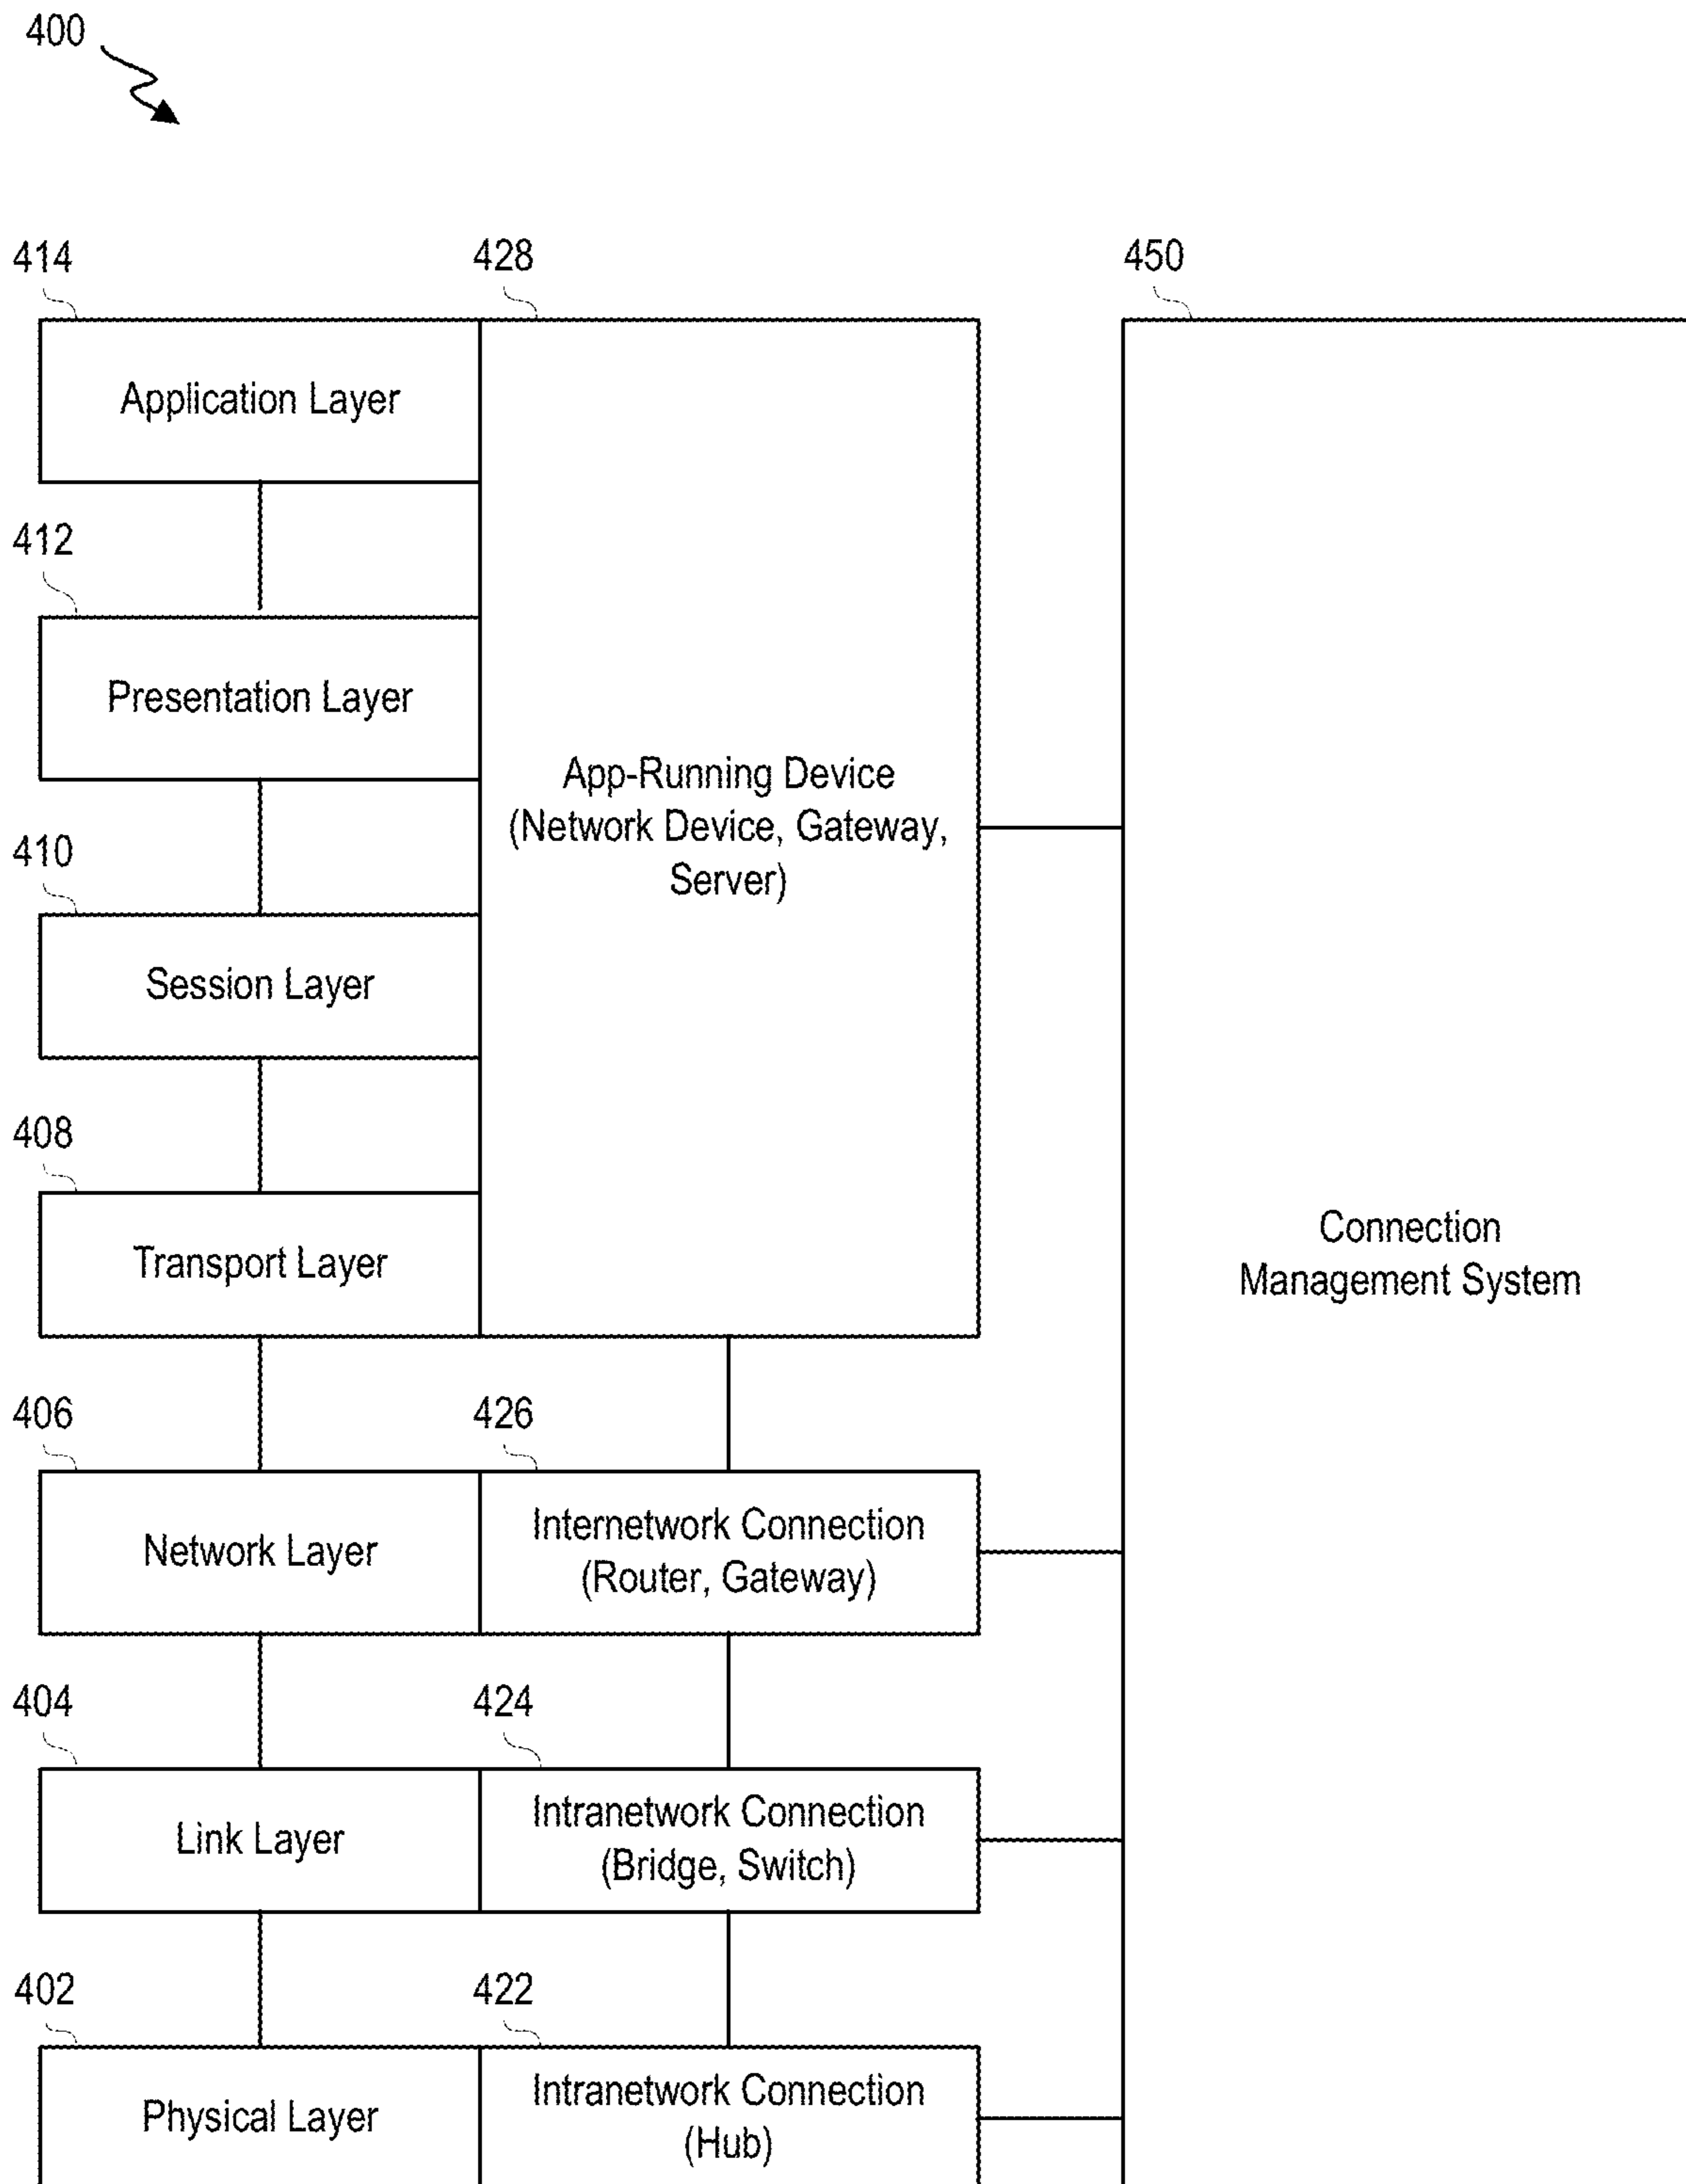 400
414
428
450
Application Layer
412
Presentation Layer
App-Running Device
(Network Device, Gateway,
Server)
410
Session Layer
408
Transport Layer
Connection
Management System
406
426
Network Layer
Internetwork Connection
(Router, Gateway)
404
424
Link Layer
Intranetwork Connection
(Bridge, Switch)
402
422
Physical Layer
Intranetwork Connection
(Hub)